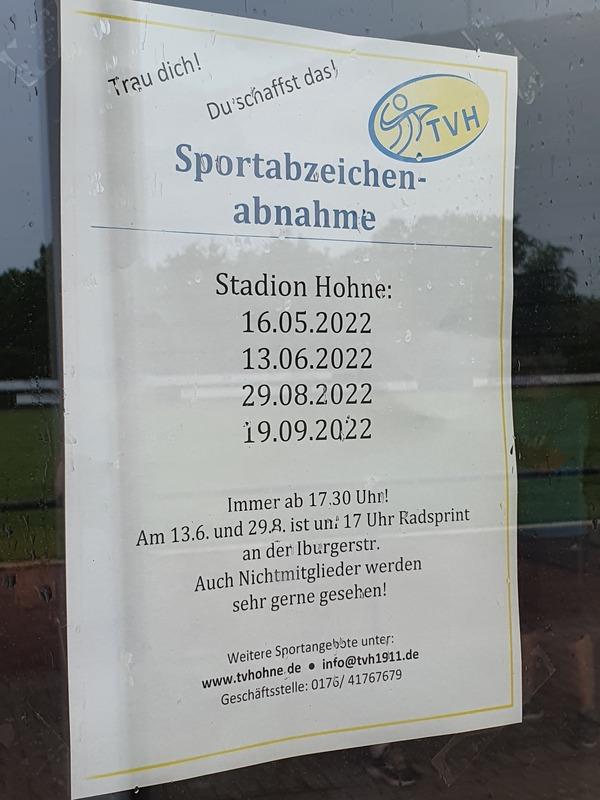 Trau dich!
Du schaffst das!
TVH
Sportabzeichen-
abnahme
Stadion Hohne:
16.05.2022
13.06.2022
29.08.2022
19.09.2022
Immer ab 17.30 Uhr!
Am 13.6. und 29.8. ist um 17 Uhr Radsprint
an der Iburgerstr.
Auch Nichtmitglieder werden
sehr gerne gesehen!
Weitere Sportangebote unter:
www.tvhohne.de ● info@tvh1911.de
Geschäftsstelle: 0176/ 41767679